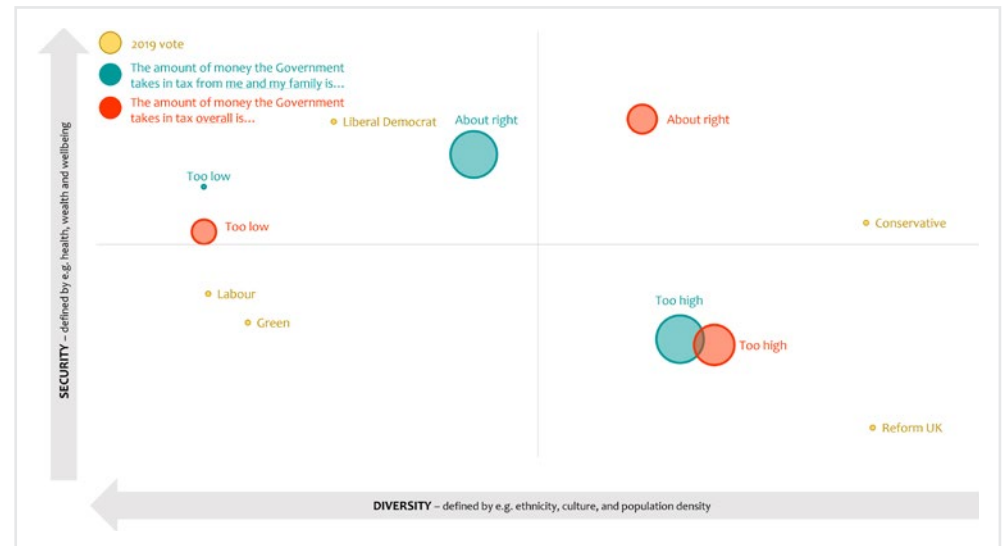 2019 vote
The amount of money the Government
takes in tax from me and my family is...
The amount of money the Government
takes in tax overall is...
Liberal Democrat
About right
About right
Too low
Too low
Conservative
Labour
Green
Too high
Too high
Reform UK
SECURITY – defined by e.g. health, wealth and wellbeing
DIVERSITY – defined by e.g. ethnicity, culture, and population density